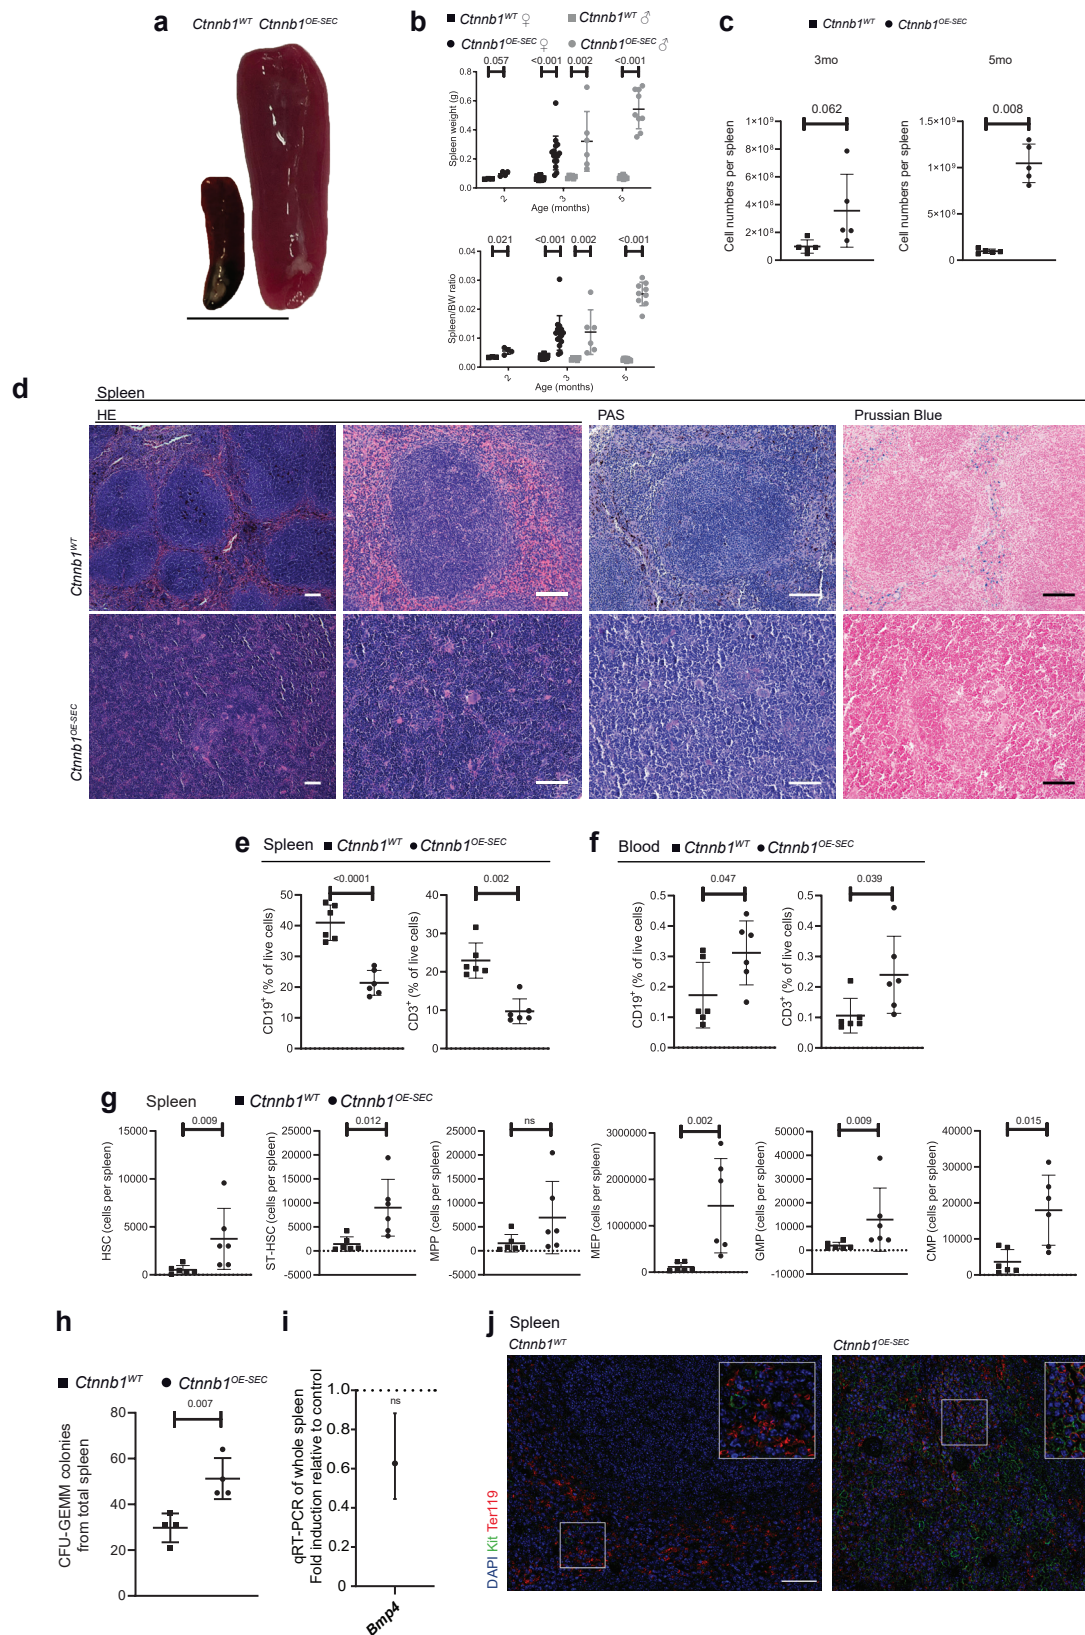 a
Ctnnb1WT Ctnnb1OE-SEC
b
Ctnnb1WT ♀ Ctnnb1WT ♂
Ctnnb1OE-SEC ♀ Ctnnb1OE-SEC ♂
0.057 <0.001 0.002 <0.001
Spleen weight (g)
0.8
0.6
0.4
0.2
0.0
2 3 5
Age (months)
0.021 <0.001 0.002 <0.001
Spleen/BW ratio
0.04
0.03
0.02
0.01
0.00
2 3 5
Age (months)
c
Ctnnb1WT Ctnnb1OE-SEC
3mo 5mo
0.062 0.008
Cell numbers per spleen
1×10⁹
8×10⁸
6×10⁸
4×10⁸
2×10⁸
0
Cell numbers per spleen
1.5×10⁹
1×10⁹
5×10⁸
0
d
Spleen
HE PAS Prussian Blue
Ctnnb1WT
Ctnnb1OE-SEC
e Spleen Ctnnb1WT Ctnnb1OE-SEC
<0.0001 0.002
CD19⁺ (% of live cells)
50
40
30
20
10
0
CD3⁺ (% of live cells)
40
30
20
10
0
f Blood Ctnnb1WT Ctnnb1OE-SEC
0.047 0.039
CD19⁺ (% of live cells)
0.5
0.4
0.3
0.2
0.1
0.0
CD3⁺ (% of live cells)
0.5
0.4
0.3
0.2
0.1
0.0
g Spleen Ctnnb1WT Ctnnb1OE-SEC
0.009 0.012 ns 0.002 0.009 0.015
HSC (cells per spleen)
15000
10000
5000
0
ST-HSC (cells per spleen)
25000
20000
15000
10000
5000
0
-5000
MPP (cells per spleen)
25000
20000
15000
10000
5000
0
-5000
MEP (cells per spleen)
3000000
2000000
1000000
0
GMP (cells per spleen)
50000
40000
30000
20000
10000
0
-10000
CMP (cells per spleen)
40000
30000
20000
10000
0
h
Ctnnb1WT Ctnnb1OE-SEC
0.007
CFU-GEMM colonies
from total spleen
80
60
40
20
0
i
qRT-PCR of whole spleen
Fold induction relative to control
1.0
0.8
0.6
0.4
0.2
0
ns
Bmp4
j Spleen
Ctnnb1WT Ctnnb1OE-SEC
DAPI Kit Ter119